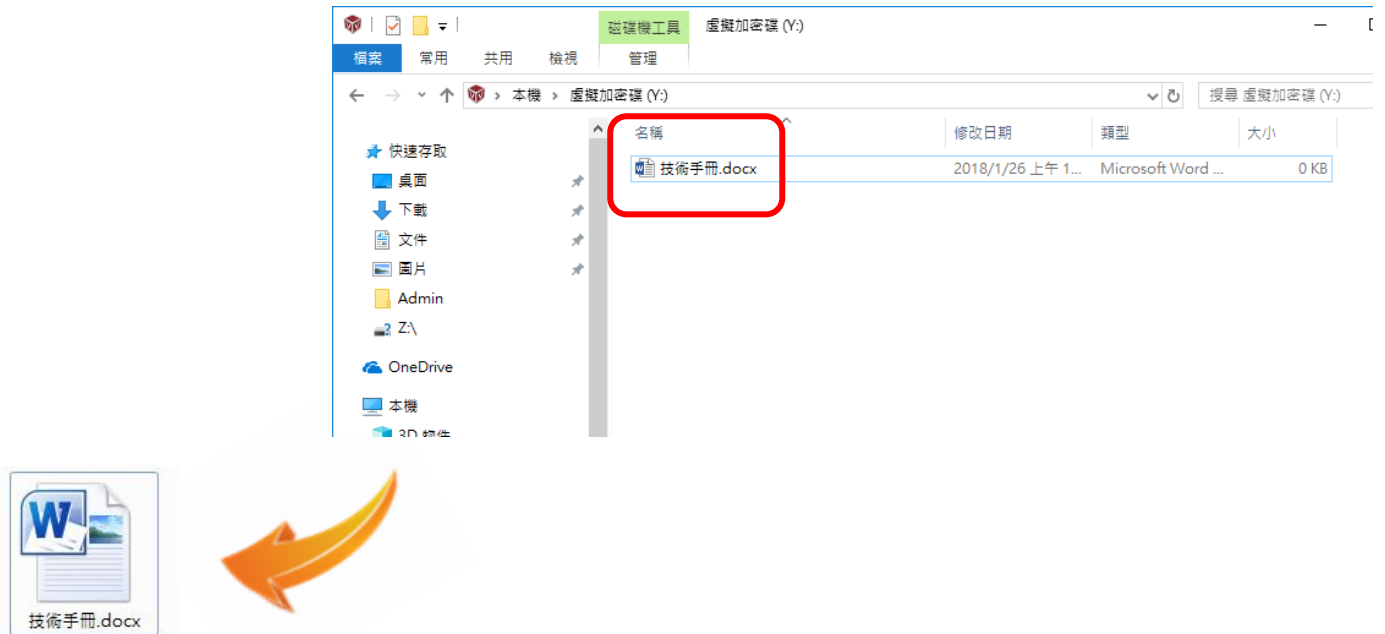 磁碟機工具 虛擬加密碟 (Y:)
檔案 常用 共用 檢視 管理
本機 › 虛擬加密碟 (Y:) 搜尋 虛擬加密碟 (Y:)
名稱 修改日期 類型 大小
技術手冊.docx 2018/1/26 上午 1... Microsoft Word ... 0 KB
快速存取
桌面
下載
文件
圖片
Admin
Z:\
OneDrive
本機
3D 物件
W
技術手冊.docx